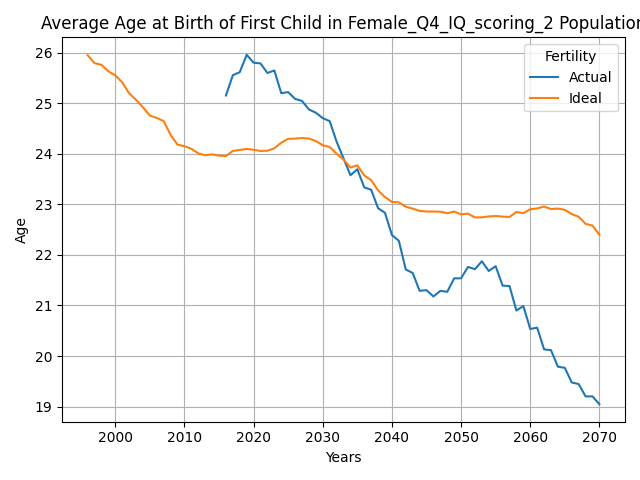 Average Age at Birth of First Child in Female_Q4_IQ_scoring_2 Population
26
25
24
23
22
21
20
19
Age
2000 2010 2020 2030 2040 2050 2060 2070
Years
Fertility
Actual
Ideal